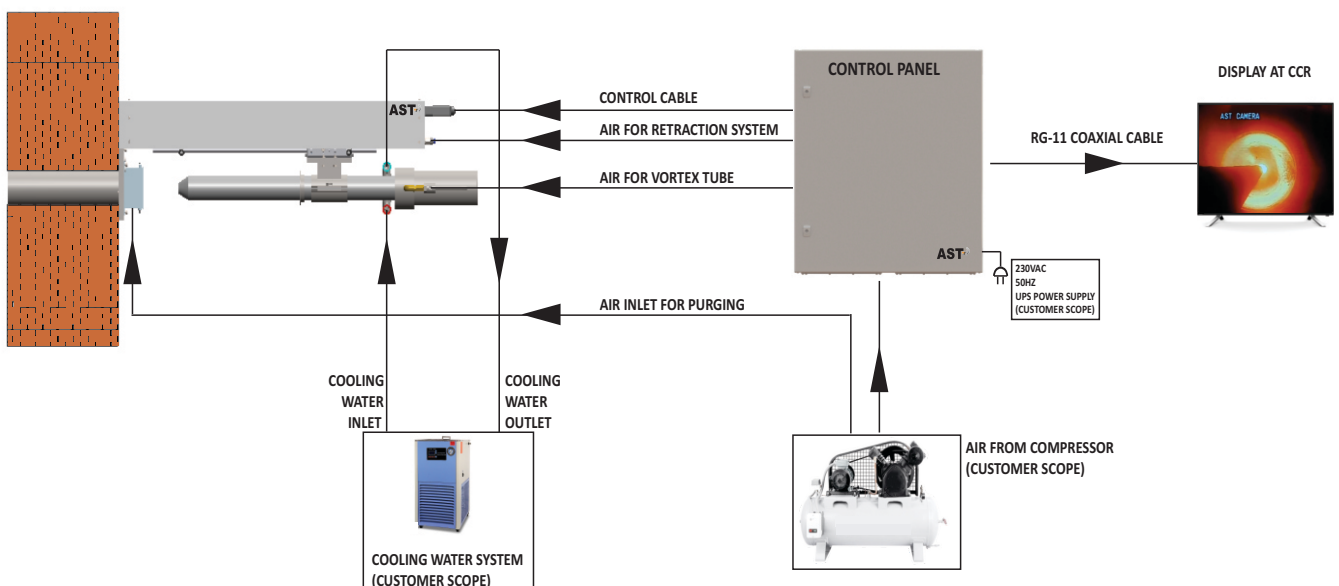 CONTROL PANEL
DISPLAY AT CCR
AST
CONTROL CABLE
AIR FOR RETRACTION SYSTEM
AST CAMERA
RG-11 COAXIAL CABLE
AIR FOR VORTEX TUBE
AST
230VAC
50HZ
UPS POWER SUPPLY
(CUSTOMER SCOPE)
AIR INLET FOR PURGING
COOLING
WATER
INLET
COOLING
WATER
OUTLET
AIR FROM COMPRESSOR
(CUSTOMER SCOPE)
COOLING WATER SYSTEM
(CUSTOMER SCOPE)